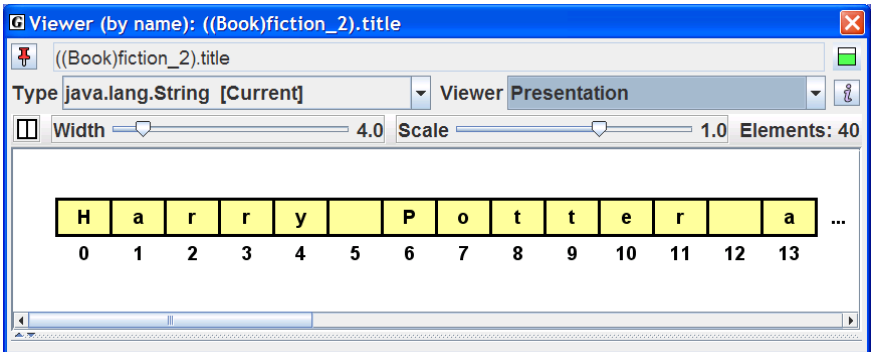 G Viewer (by name): ((Book)fiction_2).title
((Book)fiction_2).title
Type java.lang.String [Current] Viewer Presentation i
Width 4.0 Scale 1.0 Elements: 40
H a r r y P o t t e r a ...
0 1 2 3 4 5 6 7 8 9 10 11 12 13